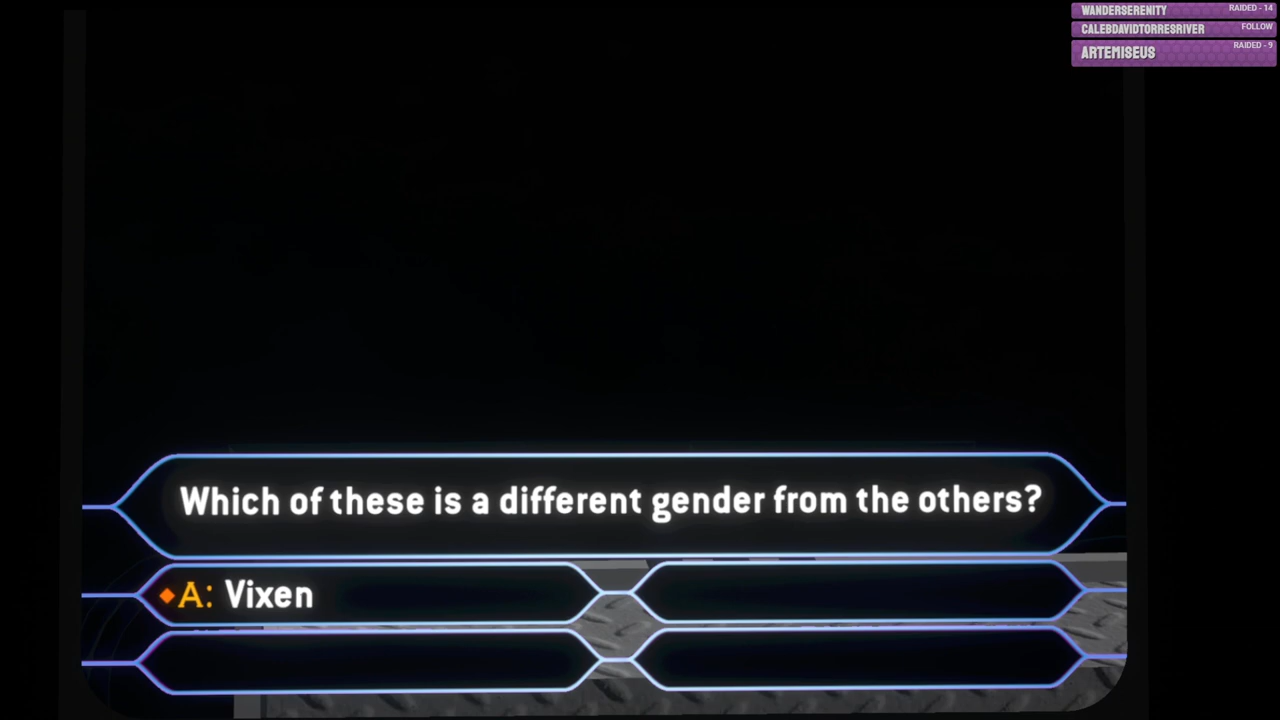 WANDERSERENITY RAIDED - 14
CALEBDAVIDTORRESRIVER FOLLOW
ARTEMISEUS RAIDED - 9
Which of these is a different gender from the others?
A: Vixen